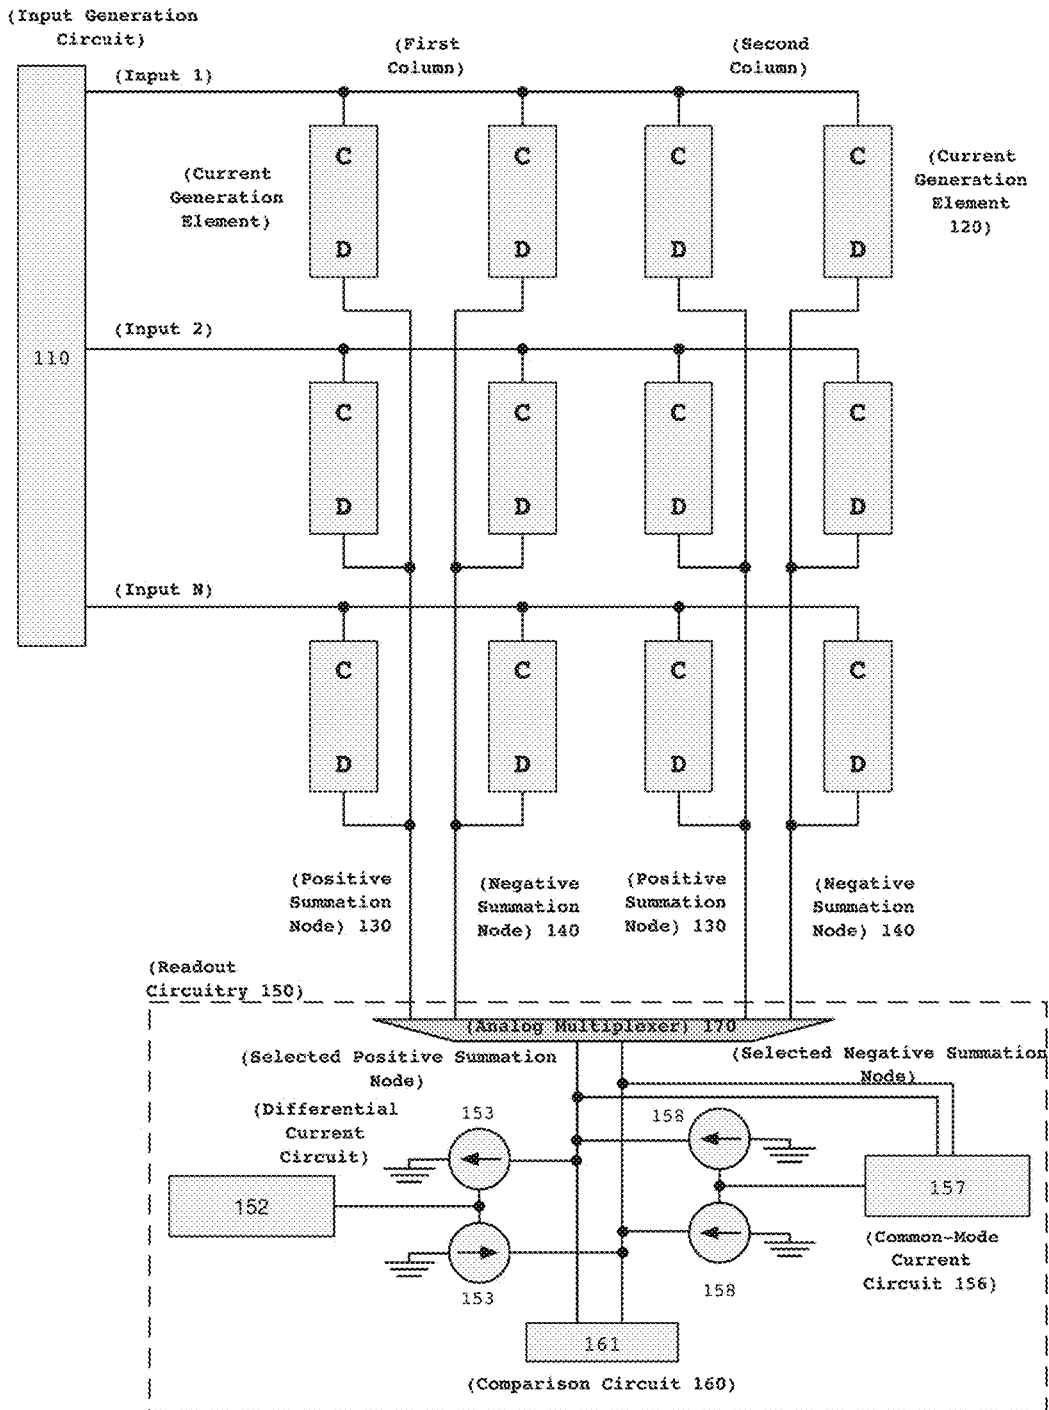 (Input Generation
Circuit)
(Input 1)
(First
Column)
(Second
Column)
C
C
C
C
(Current
Generation
Element)
(Current
Generation
Element
120)
D
D
D
D
(Input 2)
110
C
C
C
C
D
D
D
D
(Input N)
C
C
C
C
D
D
D
D
(Positive
Summation
Node) 130
(Negative
Summation
Node) 140
(Positive
Summation
Node) 130
(Negative
Summation
Node) 140
(Readout
Circuitry 150)
(Analog Multiplexer) 170
(Selected Positive Summation
Node)
(Selected Negative Summation
Node)
(Differential
Current
Circuit)
153
158
152
157
(Common-Mode
Current
Circuit 156)
153
158
161
(Comparison Circuit 160)